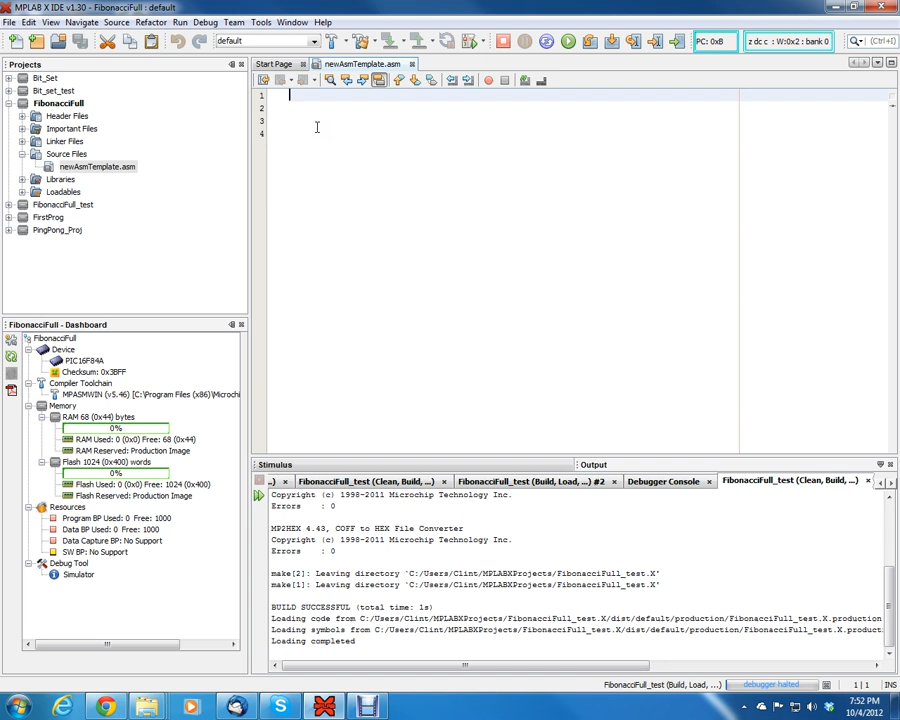 MPLAB X IDE v1.30 - FibonacciFull : default
File Edit View Navigate Source Refactor Run Debug Team Tools Window Help
default
PC: 0xB
z dc c : W:0x2 : bank 0
(Ctrl+I)
Projects
Bit_Set
Bit_set_test
FibonacciFull
Header Files
Important Files
Linker Files
Source Files
newAsmTemplate.asm
Libraries
Loadables
FibonacciFull_test
FirstProg
PingPong_Proj
Start Page
newAsmTemplate.asm
1
2
3
4
FibonacciFull - Dashboard
FibonacciFull
Device
PIC16F84A
Checksum: 0x3BFF
Compiler Toolchain
MPASMWIN (v5.46) [C:\Program Files (x86)\Microchi
Memory
RAM 68 (0x44) bytes
0%
RAM Used: 0 (0x0) Free: 68 (0x44)
RAM Reserved: Production Image
Flash 1024 (0x400) words
0%
Flash Used: 0 (0x0) Free: 1024 (0x400)
Flash Reserved: Production Image
Resources
Program BP Used: 0 Free: 1000
Data BP Used: 0 Free: 1000
Data Capture BP: No Support
SW BP: No Support
Debug Tool
Simulator
Stimulus
Output
...)
FibonacciFull_test (Clean, Build, ...)
FibonacciFull_test (Build, Load, ...) #2
Debugger Console
FibonacciFull_test (Clean, Build, ...)
Copyright (c) 1998-2011 Microchip Technology Inc.
Errors : 0
MP2HEX 4.43, COFF to HEX File Converter
Copyright (c) 1998-2011 Microchip Technology Inc.
Errors : 0
make[2]: Leaving directory 'C:/Users/Clint/MPLABXProjects/FibonacciFull_test.X'
make[1]: Leaving directory 'C:/Users/Clint/MPLABXProjects/FibonacciFull_test.X'
BUILD SUCCESSFUL (total time: 1s)
Loading code from C:/Users/Clint/MPLABXProjects/FibonacciFull_test.X/dist/default/production/FibonacciFull_test.X.produ
Loading symbols from C:/Users/Clint/MPLABXProjects/FibonacciFull_test.X/dist/default/production/FibonacciFull_test.X.production
Loading completed
FibonacciFull_test (Build, Load, ...)
debugger halted
1 | 1
INS
7:52 PM
10/4/2012